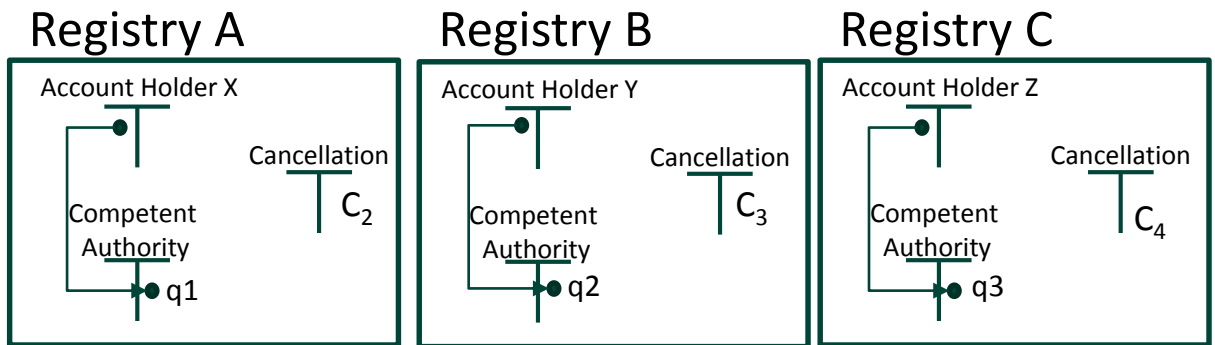 Registry A
Account Holder X
Cancellation
C₂
Competent
Authority
q1
Registry B
Account Holder Y
Cancellation
C₃
Competent
Authority
q2
Registry C
Account Holder Z
Cancellation
C₄
Competent
Authority
q3